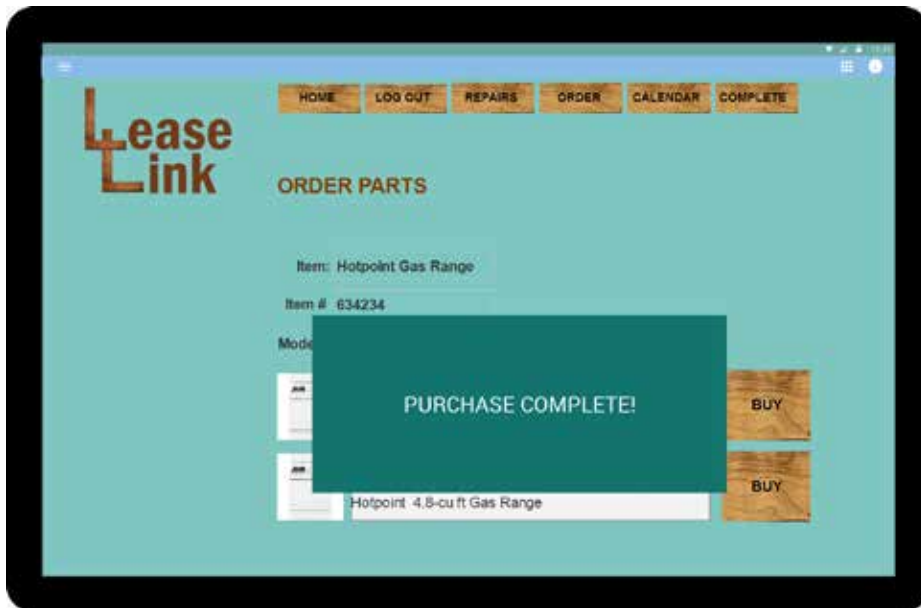 HOME LOG OUT REPAIRS ORDER CALENDAR COMPLETE
Lease
Link
ORDER PARTS
Item: Hotpoint Gas Range
Item # 634234
Mode
PURCHASE COMPLETE!
BUY
BUY
Hotpoint 4.8-cu ft Gas Range